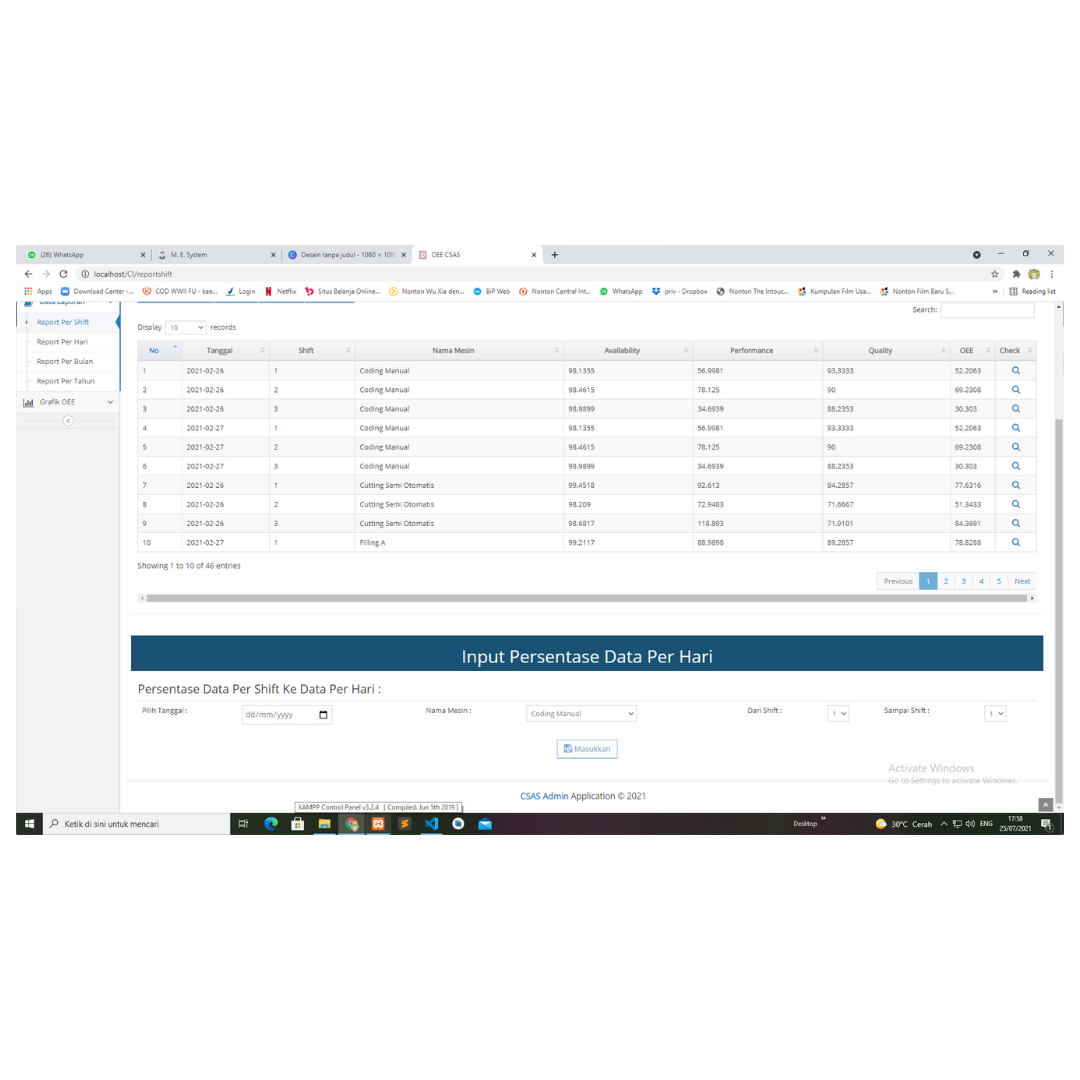 (26) WhatsApp
M. E. System
Desain tanpa judul - 1080 × 108
OEE CSAS
localhost/CI/reportshift
Apps
Download Center -...
COD WWII FU - kee...
Login
Netflix
Situs Belanja Online...
Nonton Wu Xia den...
BiP Web
Nonton Central Int...
WhatsApp
priv - Dropbox
Nonton The Intouc...
Kumpulan Film Usa...
Nonton Film Baru S...
»
Reading list
Data Laporan
Report Per Shift
Report Per Hari
Report Per Bulan
Report Per Tahun
Grafik OEE
Search:
Display 10 records
No Tanggal Shift Nama Mesin Availability Performance Quality OEE Check
1 2021-02-26 1 Coding Manual 98.1355 56.9981 93.3333 52.2063
2 2021-02-26 2 Coding Manual 98.4615 78.125 90 69.2308
3 2021-02-26 3 Coding Manual 98.9899 34.6939 88.2353 30.303
4 2021-02-27 1 Coding Manual 98.1355 56.9981 93.3333 52.2063
5 2021-02-27 2 Coding Manual 98.4615 78.125 90 69.2308
6 2021-02-27 3 Coding Manual 98.9899 34.6939 88.2353 30.303
7 2021-02-26 1 Cutting Semi Otomatis 99.4518 92.613 84.2857 77.6316
8 2021-02-26 2 Cutting Semi Otomatis 98.209 72.9483 71.6667 51.3433
9 2021-02-26 3 Cutting Semi Otomatis 98.6817 118.893 71.9101 84.3691
10 2021-02-27 1 Filling A 99.2117 88.9898 89.2857 78.8288
Showing 1 to 10 of 46 entries
Previous 1 2 3 4 5 Next
Input Persentase Data Per Hari
Persentase Data Per Shift Ke Data Per Hari :
Pilih Tanggal : dd/mm/yyyy Nama Mesin : Coding Manual Dari Shift : 1 Sampai Shift : 1
Masukkan
Activate Windows
Go to Settings to activate Windows.
CSAS Admin Application © 2021
XAMPP Control Panel v3.2.4 [ Compiled: Jun 5th 2019 ]
Ketik di sini untuk mencari
Desktop »
30°C Cerah
ENG
17:58
25/07/2021